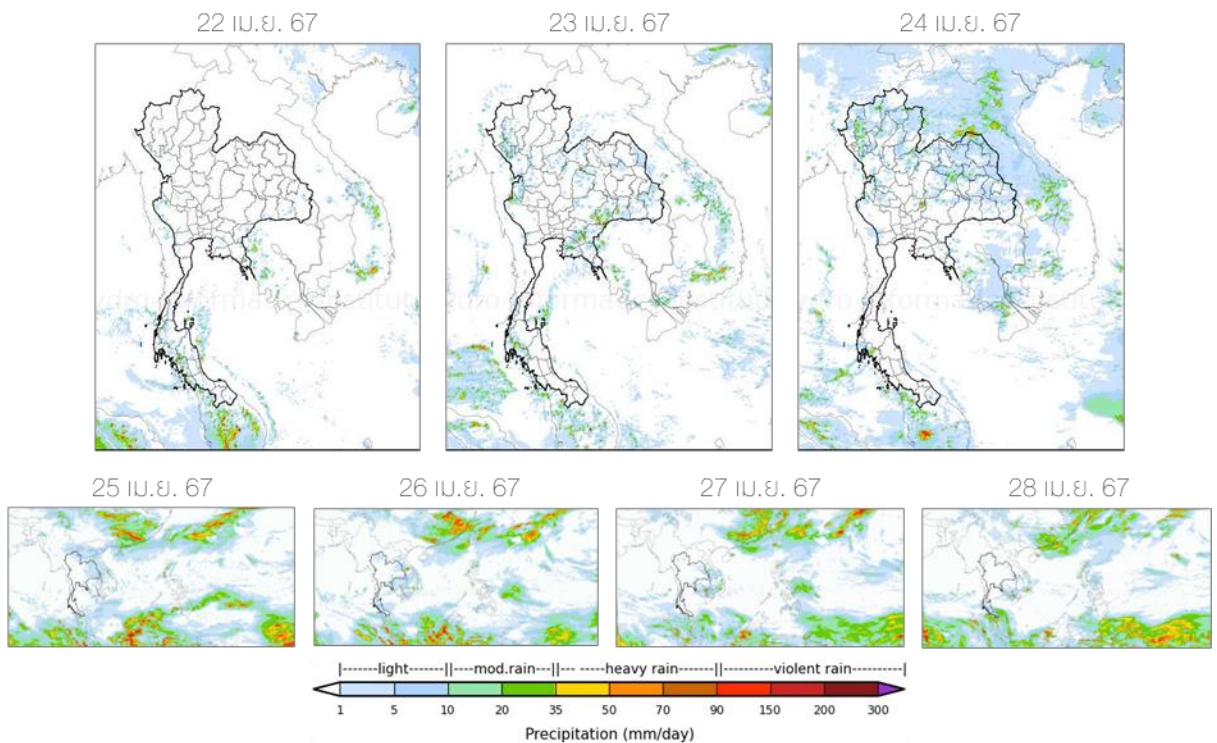 22 เม.ย. 67
23 เม.ย. 67
24 เม.ย. 67
25 เม.ย. 67
26 เม.ย. 67
27 เม.ย. 67
28 เม.ย. 67
|------light-------||---mod.rain---||--- -----heavy rain------||--------violent rain----------|
1 5 10 20 35 50 70 90 150 200 300
Precipitation (mm/day)